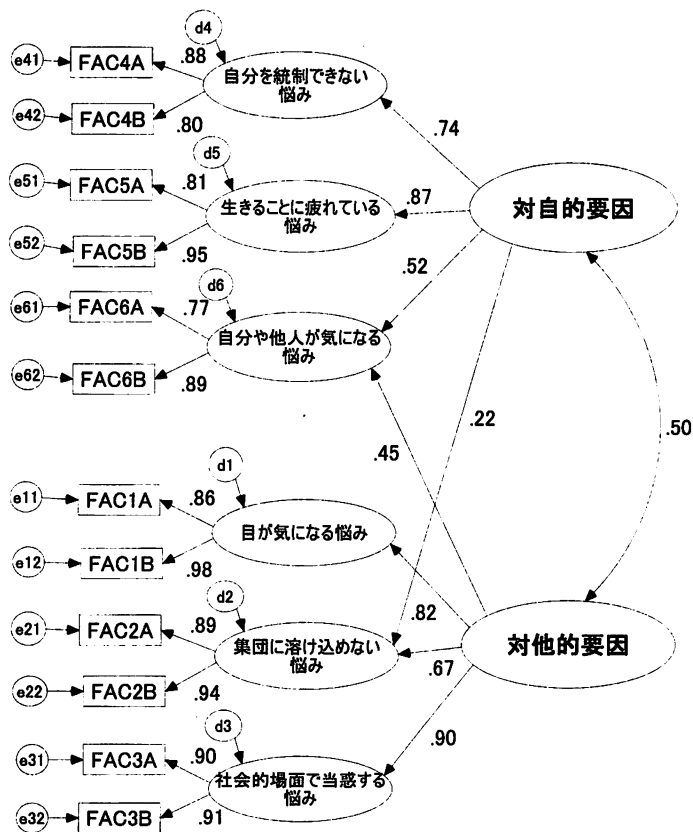 d4
e41
FAC4A
.88
自分を統制できない
悩み
e42
FAC4B
.80
.74
d5
e51
FAC5A
.81
生きることに疲れている
悩み
.87
対自的要因
e52
FAC5B
.95
.52
d6
e61
FAC6A
.77
自分や他人が気になる
悩み
e62
FAC6B
.89
.22
.50
.45
d1
e11
FAC1A
.86
目が気になる悩み
e12
FAC1B
.98
d2
.82
e21
FAC2A
.89
集団に溶け込めない
悩み
対他的要因
.67
e22
FAC2B
.94
d3
.90
e31
FAC3A
.90
社会的場面で当惑する
悩み
e32
FAC3B
.91